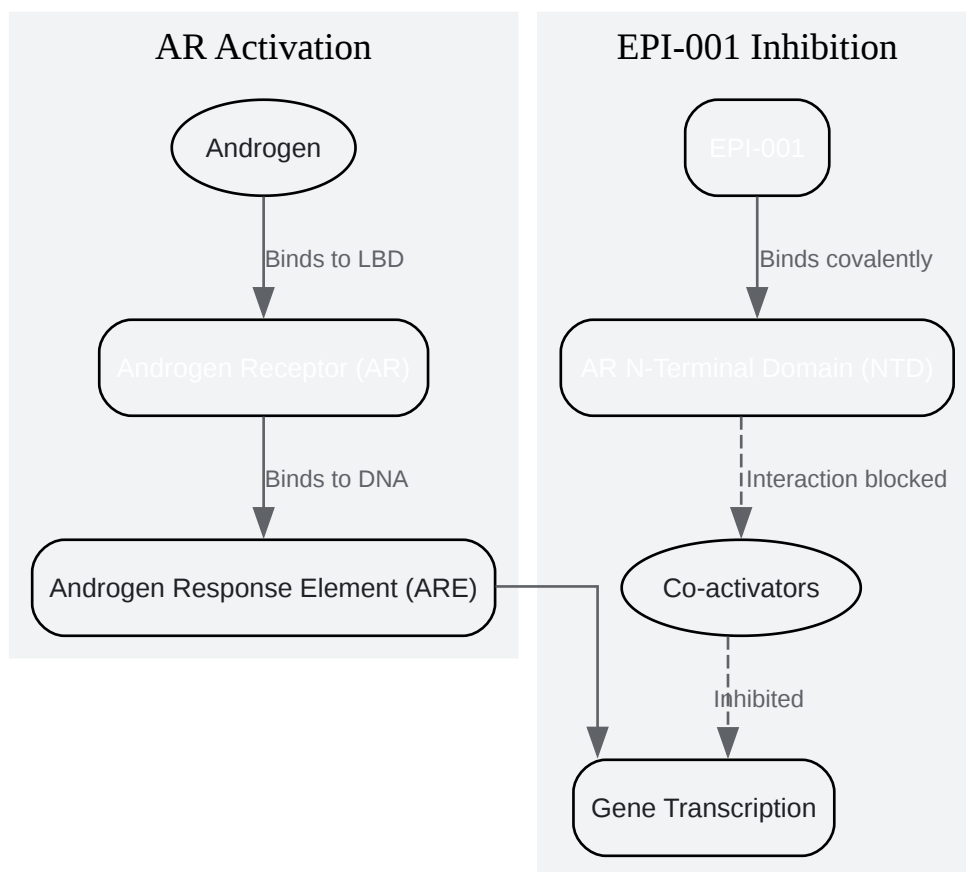 AR Activation
Androgen
Binds to LBD
Androgen Receptor (AR)
Binds to DNA
Androgen Response Element (ARE)
EPI-001 Inhibition
EPI-001
Binds covalently
AR N-Terminal Domain (NTD)
Interaction blocked
Co-activators
Inhibited
Gene Transcription